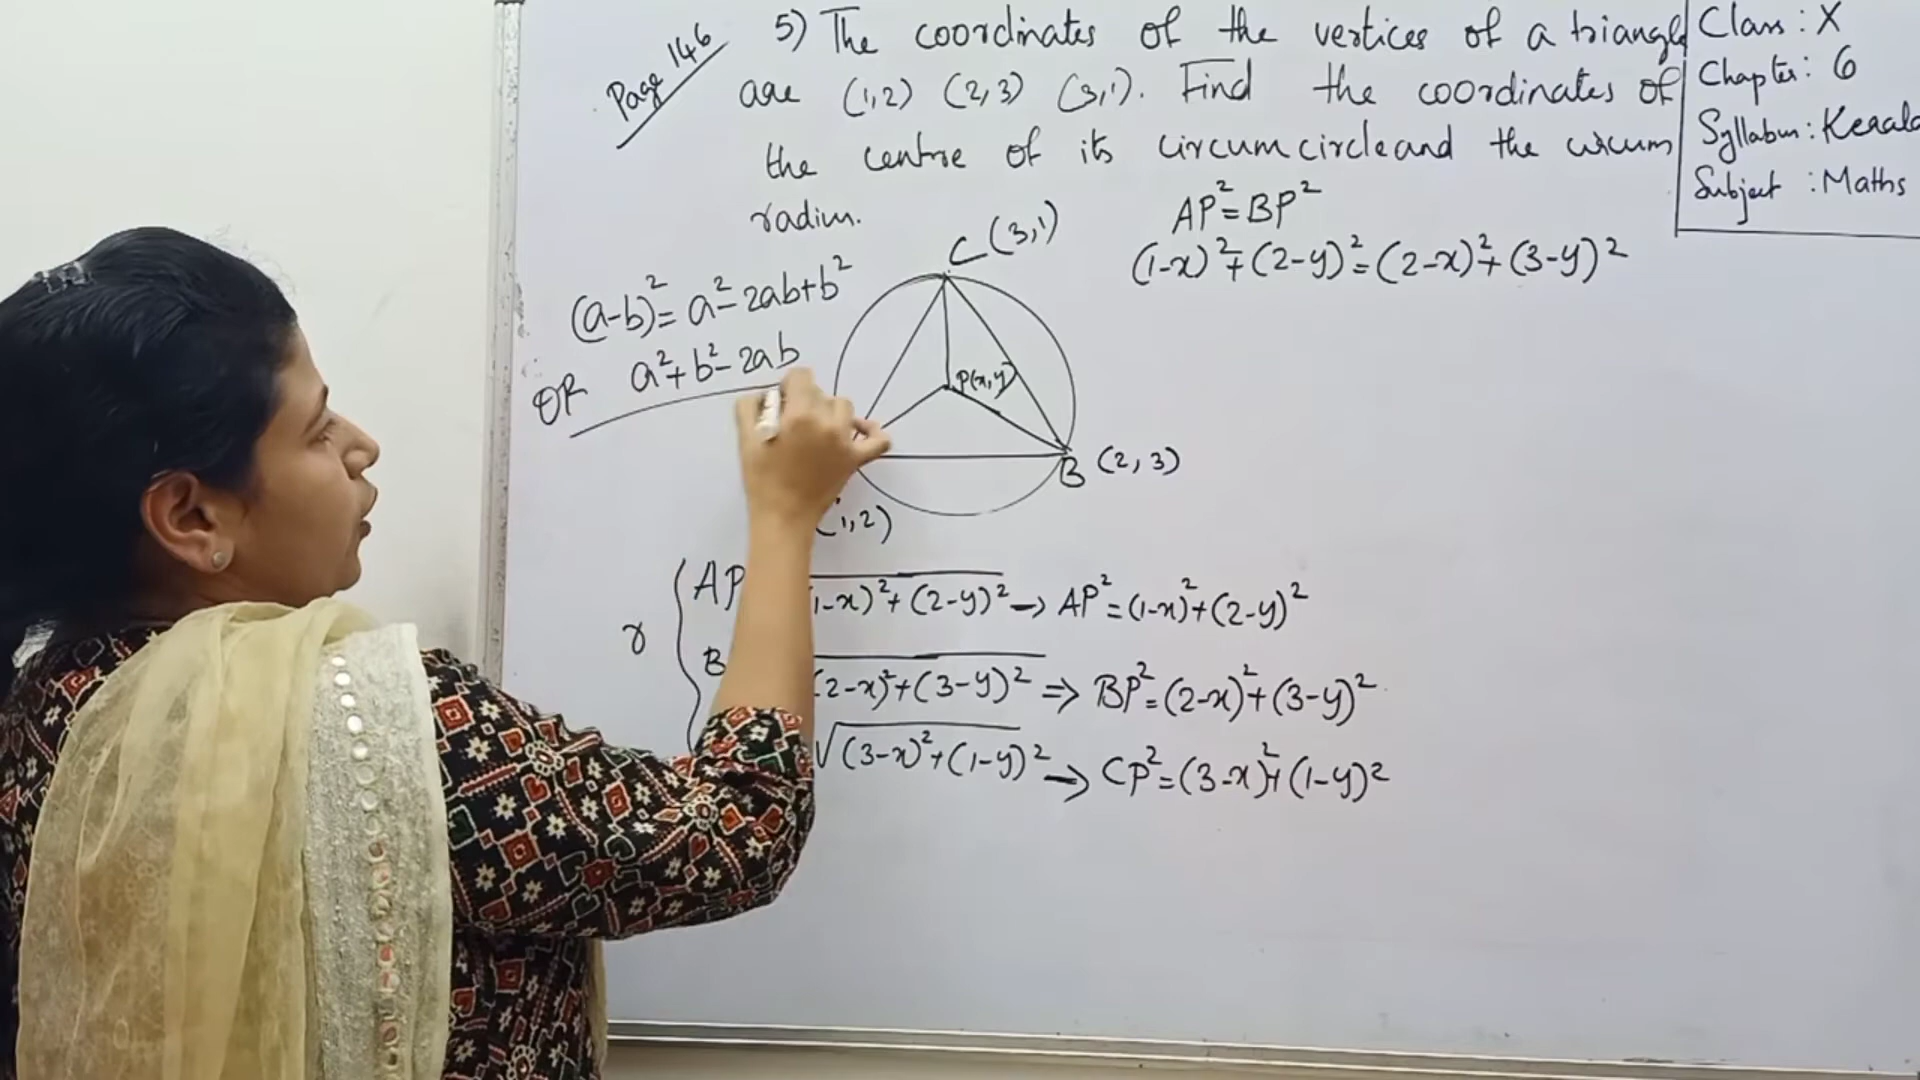 Page 146
5) The coordinates of the vertices of a triangle
are (1,2) (2,3) (3,1). Find the coordinates of
the centre of its circumcircle and the circum
radius.
Class : X
Chapter : 6
Syllabus : Kerala
Subject : Maths
AP²=BP²
(1-x)²+(2-y)²=(2-x)²+(3-y)²
(a-b)²=a²-2ab+b²
OR a²+b²-2ab
C (3,1)
P(x,y)
B (2,3)
(1,2)
r
AP
1-x)²+(2-y)² → AP²=(1-x)²+(2-y)²
B
(2-x)²+(3-y)² ⇒ BP²=(2-x)²+(3-y)²
√(3-x)²+(1-y)² → CP²=(3-x)²+(1-y)²